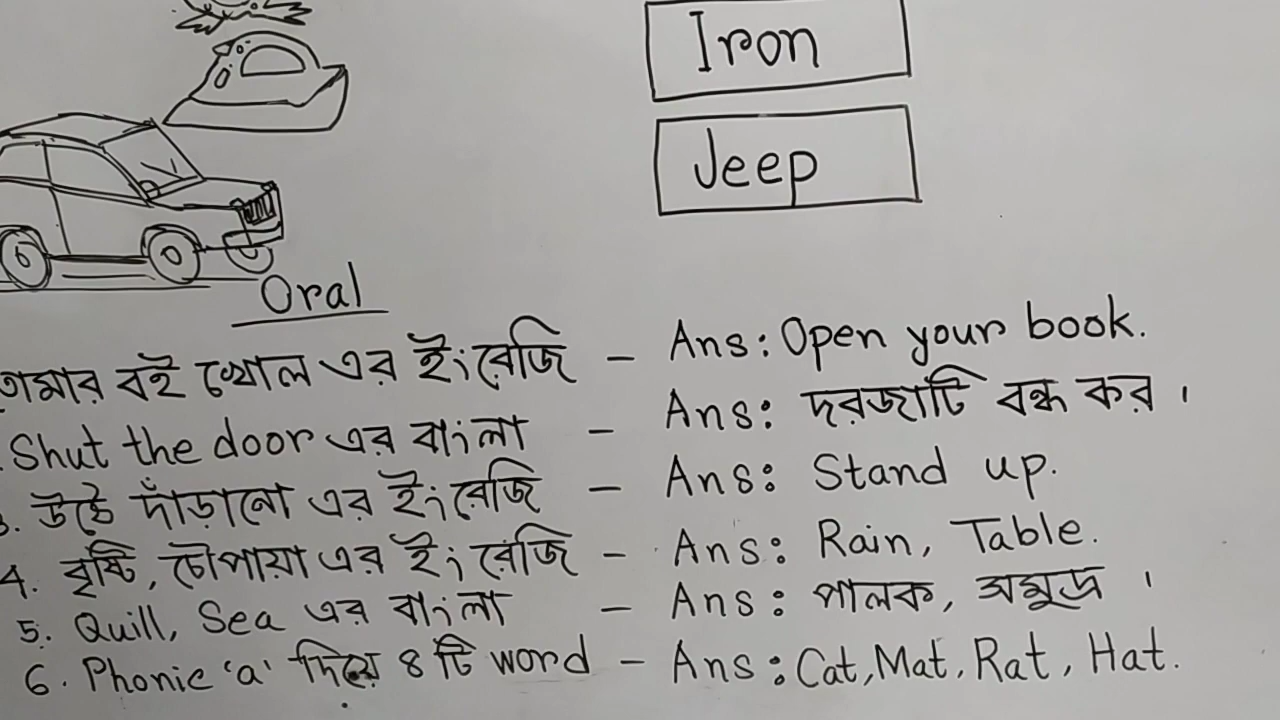 Iron
Jeep
Oral
তোমার বই খোল এর ইংরেজি - Ans: Open your book.
. Shut the door এর বাংলা - Ans: দরজাটি বন্ধ কর ।
3. উঠে দাঁড়ানো এর ইংরেজি - Ans: Stand up.
4. বৃষ্টি, চৌপায়া এর ইংরেজি - Ans: Rain, Table.
5. Quill, Sea এর বাংলা - Ans: পালক, সমুদ্র ।
6. Phonic 'a' দিয়ে ৪ টি word - Ans: Cat, Mat, Rat, Hat.